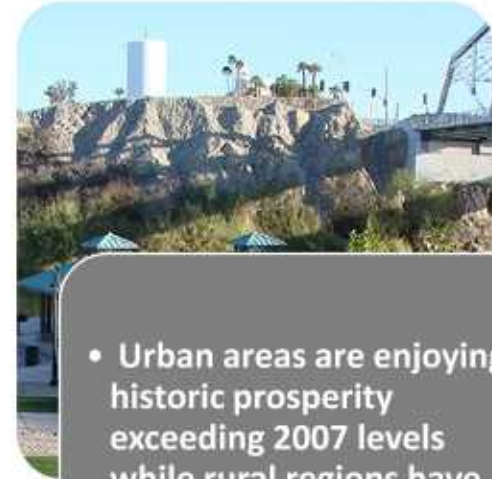 • Urban areas are enjoying
historic prosperity
exceeding 2007 levels
while rural regions have